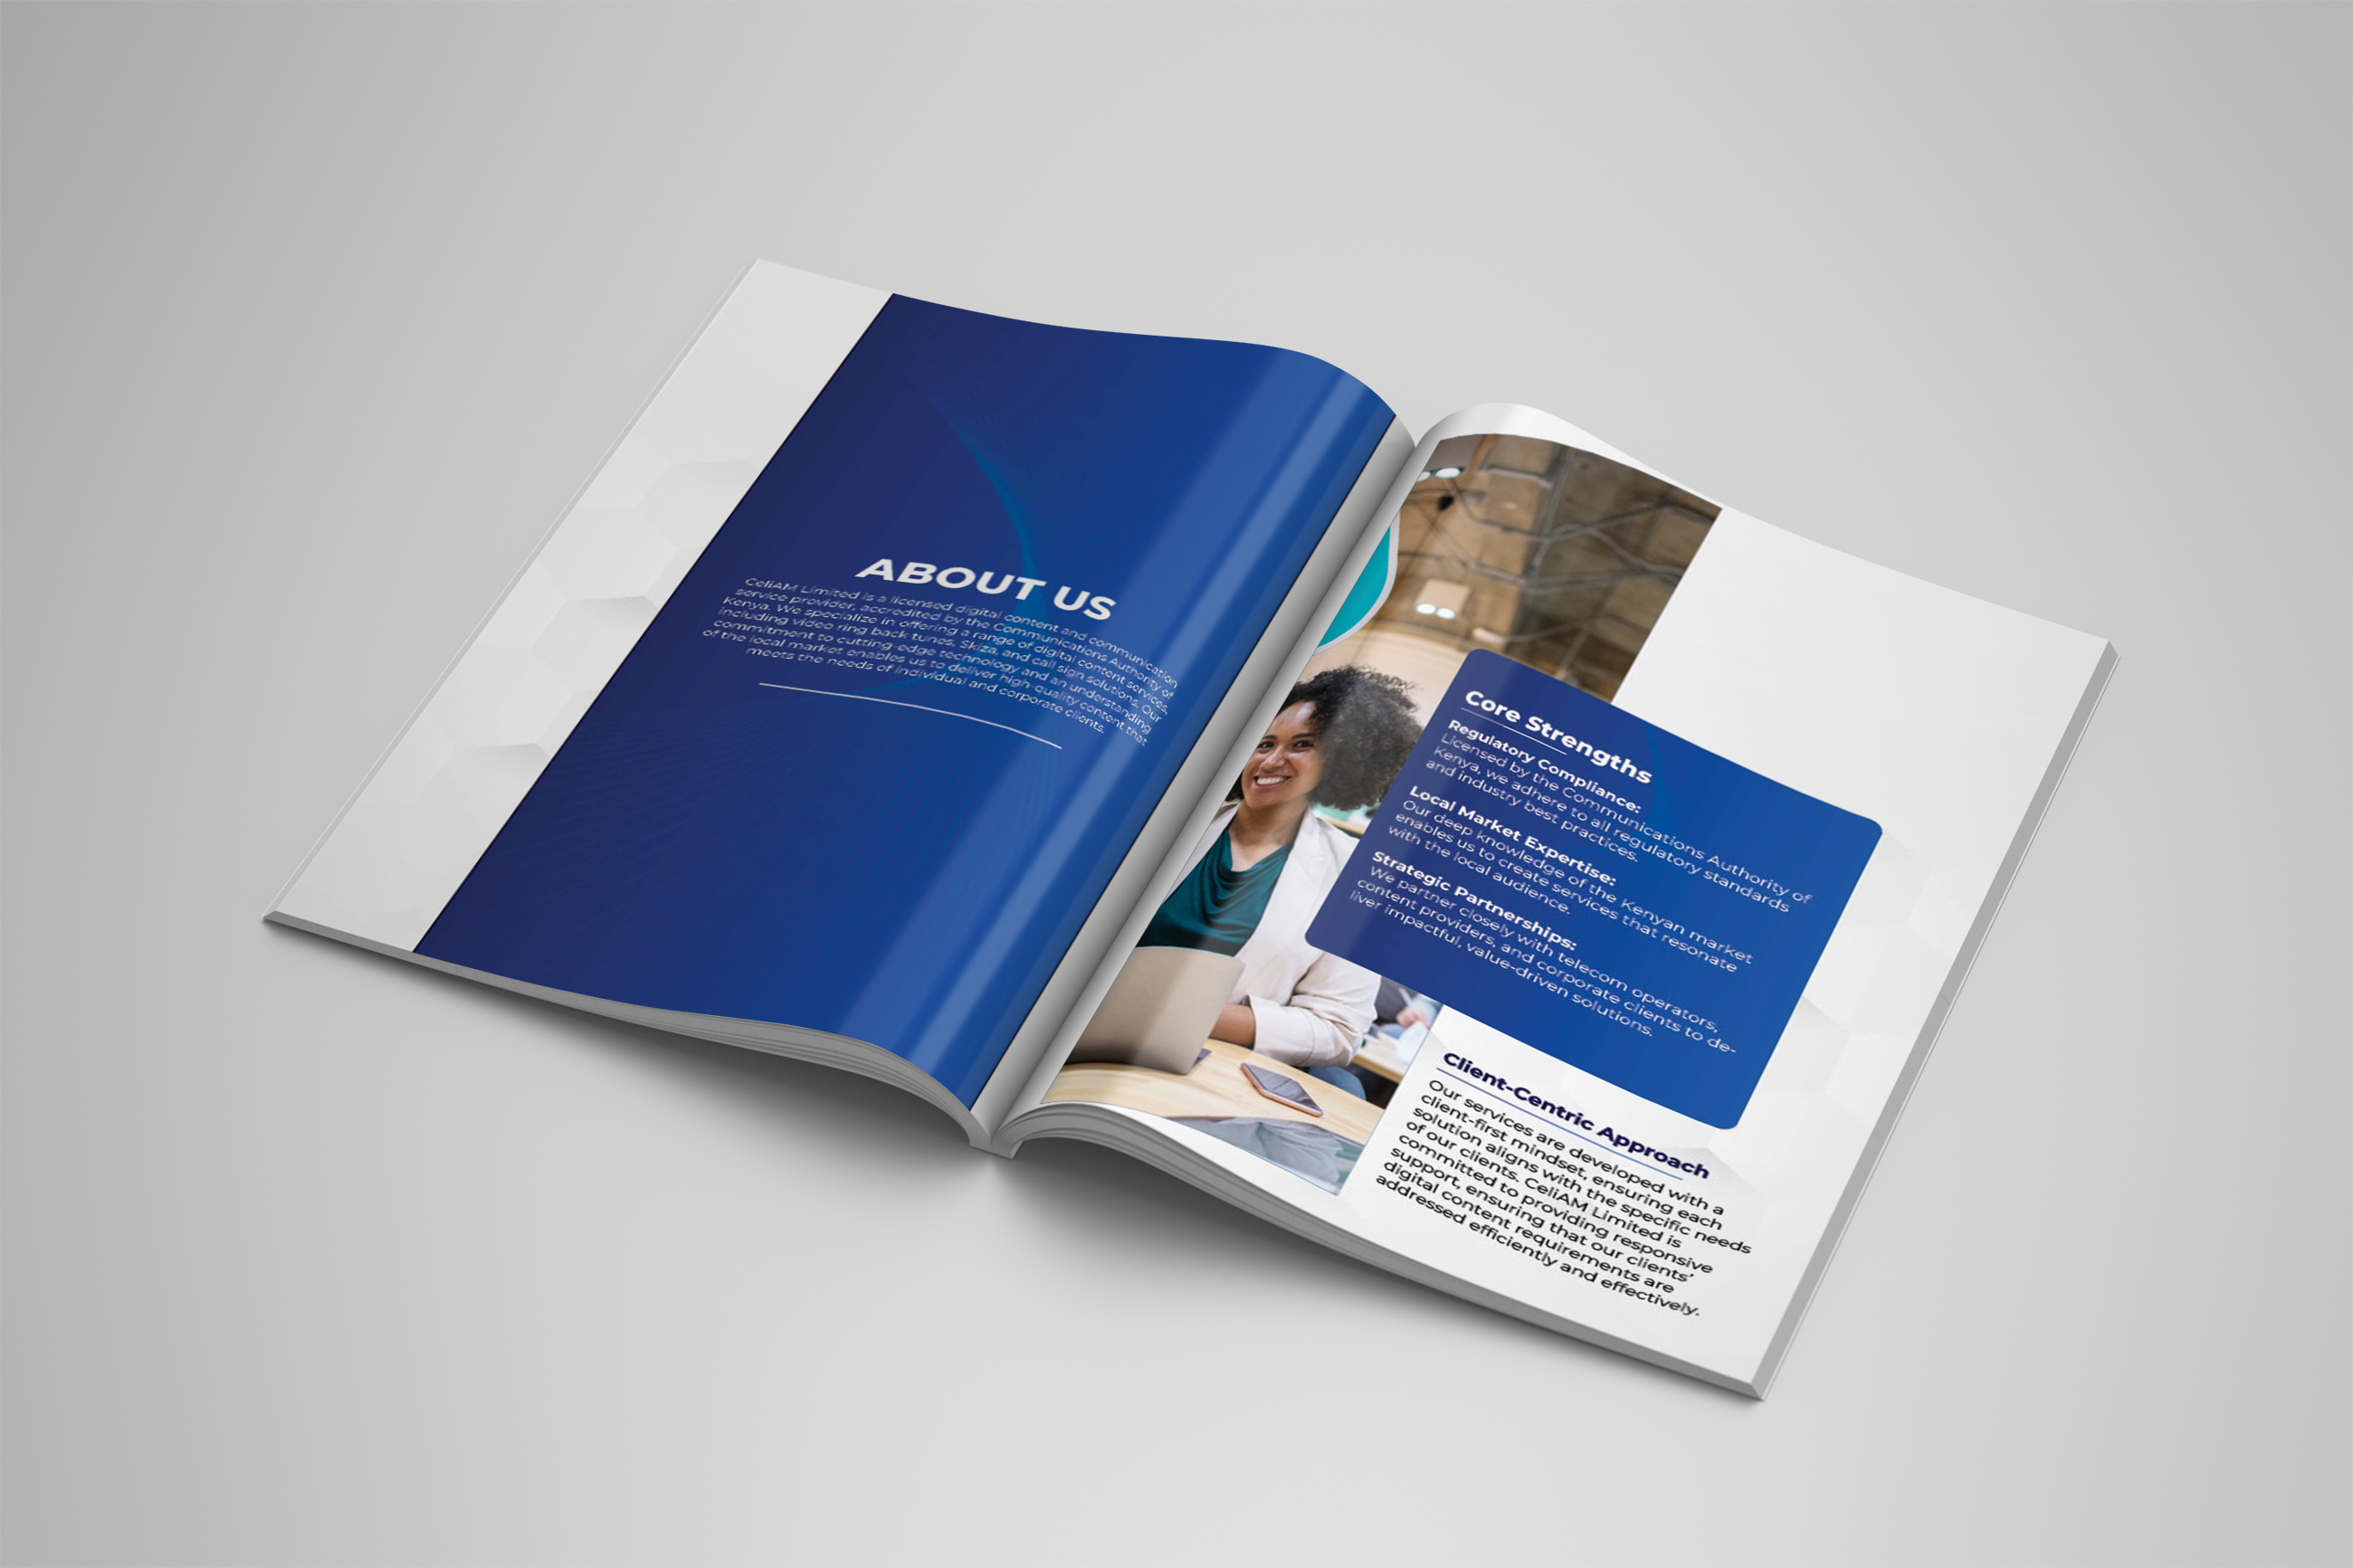 ABOUT US
CeliAM Limited is a licensed digital content and communication
service provider, accredited by the Communications Authority of
Kenya. We specialize in offering a range of digital content services,
including video ring back tunes, Skiza, and call sign solutions. Our
commitment to cutting-edge technology and an understanding
of the local market enables us to deliver high-quality content that
meets the needs of individual and corporate clients.
Core Strengths
Regulatory Compliance:
Licensed by the Communications Authority of
Kenya, we adhere to all regulatory standards
and industry best practices.
Local Market Expertise:
Our deep knowledge of the Kenyan market
enables us to create services that resonate
with the local audience.
Strategic Partnerships:
We partner closely with telecom operators,
content providers, and corporate clients to de-
liver impactful, value-driven solutions.
Client-Centric Approach
Our services are developed with a
client-first mindset, ensuring each
solution aligns with the specific needs
of our clients. CeliAM Limited is
committed to providing responsive
support, ensuring that our clients'
digital content requirements are
addressed efficiently and effectively.